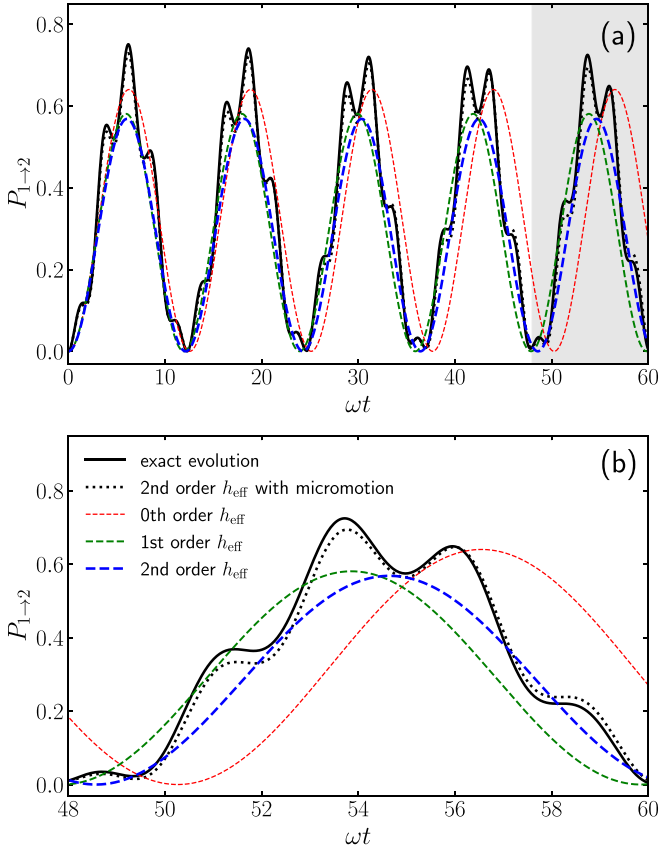 0.8
(a)
0.6
P1→2
0.4
0.2
0.0
0 10 20 30 40 50 60
ωt
(b)
0.8
exact evolution
2nd order heff with micromotion
0.6
0th order heff
1st order heff
P1→2
0.4
2nd order heff
0.2
0.0
48 50 52 54 56 58 60
ωt